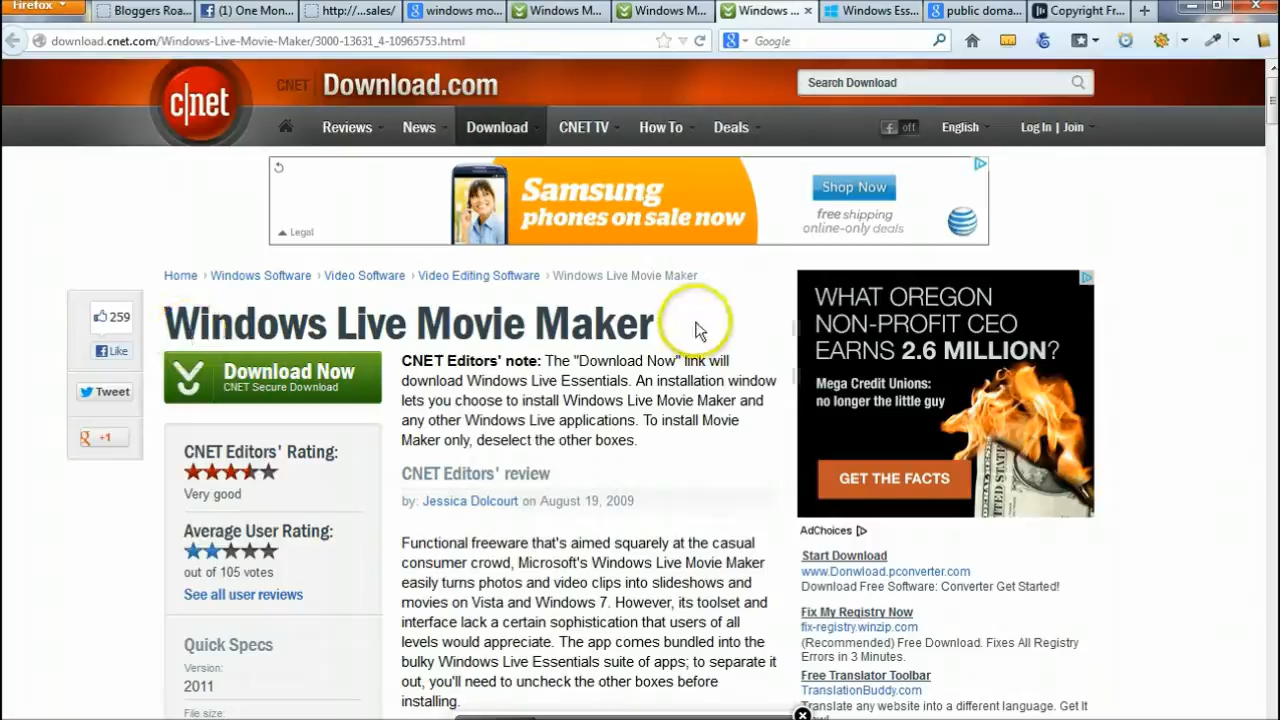 Firefox
Bloggers Roa...
(1) One Mon...
http://...sales/
windows mo...
Windows M...
Windows M...
Windows ...
Windows Ess...
public doma...
Copyright Fr...
download.cnet.com/Windows-Live-Movie-Maker/3000-13631_4-10965753.html
Google
c|net
CNET Download.com
Search Download
Reviews
News
Download
CNET TV
How To
Deals
off
English
Log In | Join
Samsung
phones on sale now
Shop Now
free shipping
online-only deals
Legal
Home › Windows Software › Video Software › Video Editing Software › Windows Live Movie Maker
259
Like
Tweet
+1
Windows Live Movie Maker
Download Now
CNET Secure Download
CNET Editors' Rating:
Very good
Average User Rating:
out of 105 votes
See all user reviews
Quick Specs
Version:
2011
File size:
CNET Editors' note: The "Download Now" link will
download Windows Live Essentials. An installation window
lets you choose to install Windows Live Movie Maker and
any other Windows Live applications. To install Movie
Maker only, deselect the other boxes.
CNET Editors' review
by: Jessica Dolcourt on August 19, 2009
Functional freeware that's aimed squarely at the casual
consumer crowd, Microsoft's Windows Live Movie Maker
easily turns photos and video clips into slideshows and
movies on Vista and Windows 7. However, its toolset and
interface lack a certain sophistication that users of all
levels would appreciate. The app comes bundled into the
bulky Windows Live Essentials suite of apps; to separate it
out, you'll need to uncheck the other boxes before
installing.
WHAT OREGON
NON-PROFIT CEO
EARNS 2.6 MILLION?
Mega Credit Unions:
no longer the little guy
GET THE FACTS
AdChoices
Start Download
www.Donwload.pconverter.com
Download Free Software: Converter Get Started!
Fix My Registry Now
fix-registry.winzip.com
(Recommended) Free Download. Fixes All Registry
Errors in 3 Minutes.
Free Translator Toolbar
TranslationBuddy.com
Translate any website into a different language. Get It